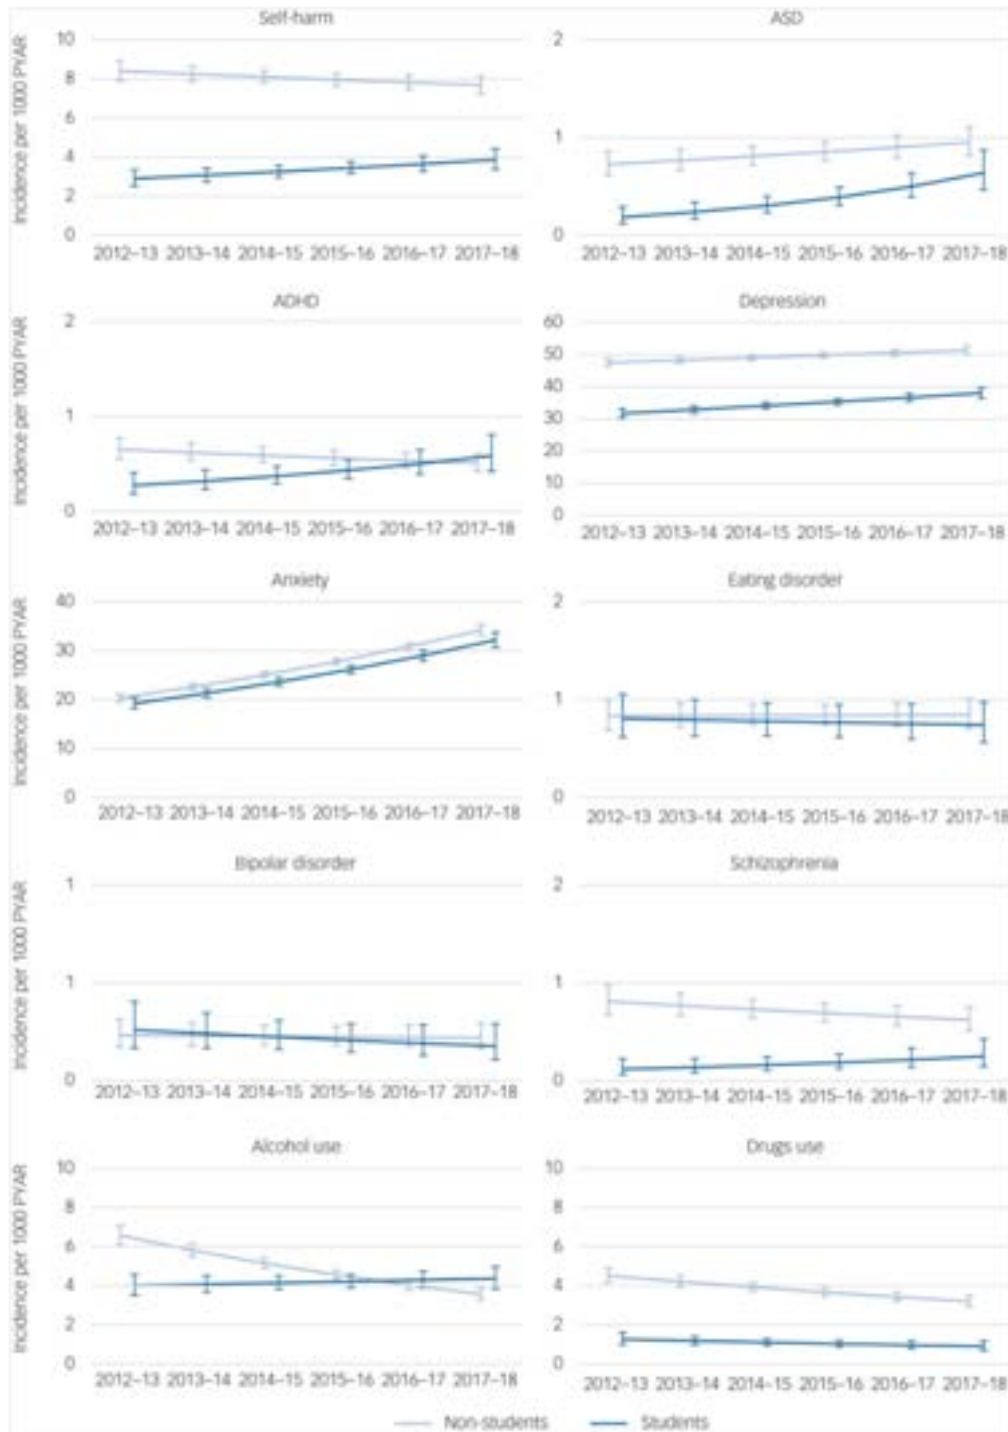 Self-harm
ASD
Incidence per 1000 PYAR
10
8
6
4
2
0
2012–13 2013–14 2014–15 2015–16 2016–17 2017–18
2
1
0
2012–13 2013–14 2014–15 2015–16 2016–17 2017–18
ADHD
Depression
Incidence per 1000 PYAR
2
1
0
2012–13 2013–14 2014–15 2015–16 2016–17 2017–18
60
50
40
30
20
10
0
2012–13 2013–14 2014–15 2015–16 2016–17 2017–18
Anxiety
Eating disorder
Incidence per 1000 PYAR
40
30
20
10
0
2012–13 2013–14 2014–15 2015–16 2016–17 2017–18
2
1
0
2012–13 2013–14 2014–15 2015–16 2016–17 2017–18
Bipolar disorder
Schizophrenia
Incidence per 1000 PYAR
1
1
0
2012–13 2013–14 2014–15 2015–16 2016–17 2017–18
2
1
0
2012–13 2013–14 2014–15 2015–16 2016–17 2017–18
Alcohol use
Drugs use
Incidence per 1000 PYAR
10
8
6
4
2
0
2012–13 2013–14 2014–15 2015–16 2016–17 2017–18
10
8
6
4
2
0
2012–13 2013–14 2014–15 2015–16 2016–17 2017–18
Non-students Students